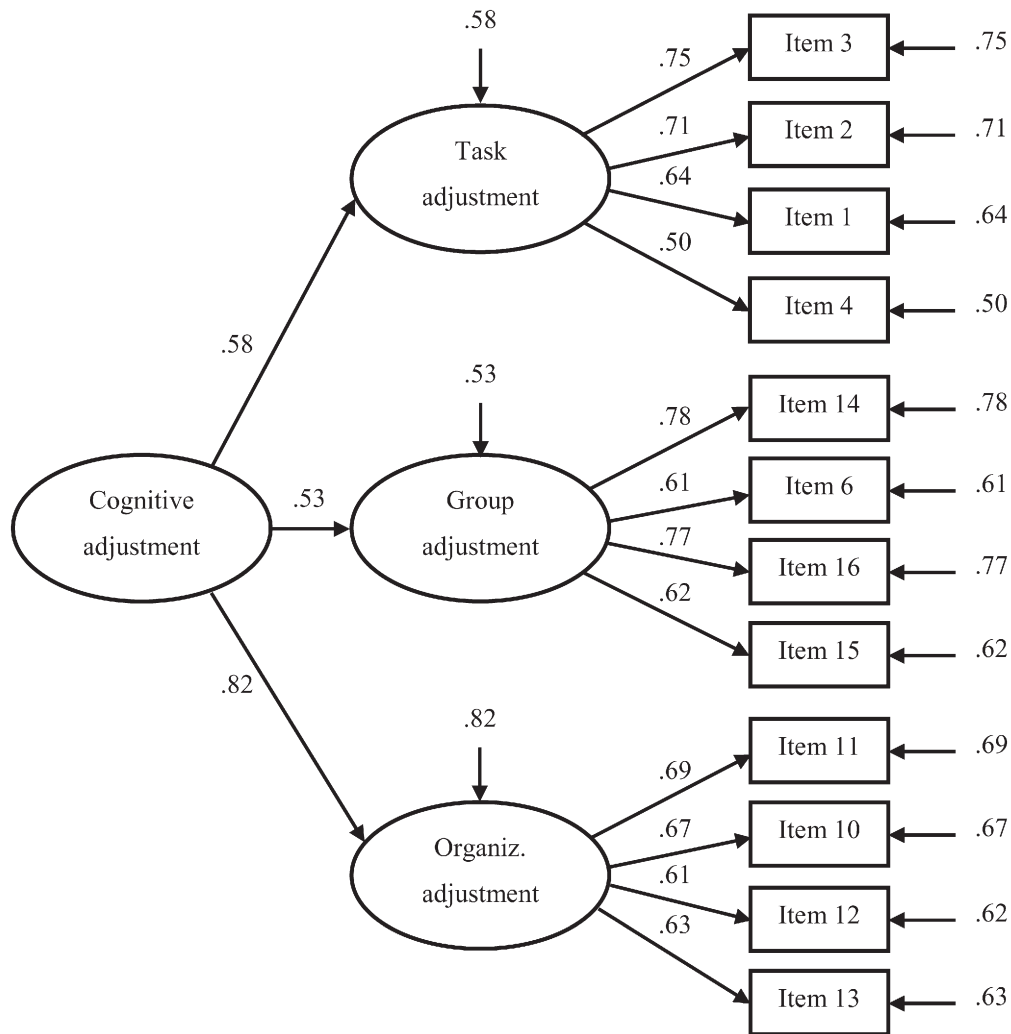 .58
.75
Item 3
.75
.71
Item 2
.71
Task
adjustment
.64
Item 1
.64
.50
Item 4
.50
.58
.53
.78
Item 14
.78
.61
Item 6
.61
Cognitive
adjustment
.53
Group
adjustment
.77
Item 16
.77
.62
Item 15
.62
.82
.82
.69
Item 11
.69
.67
Item 10
.67
Organiz.
adjustment
.61
Item 12
.62
.63
Item 13
.63